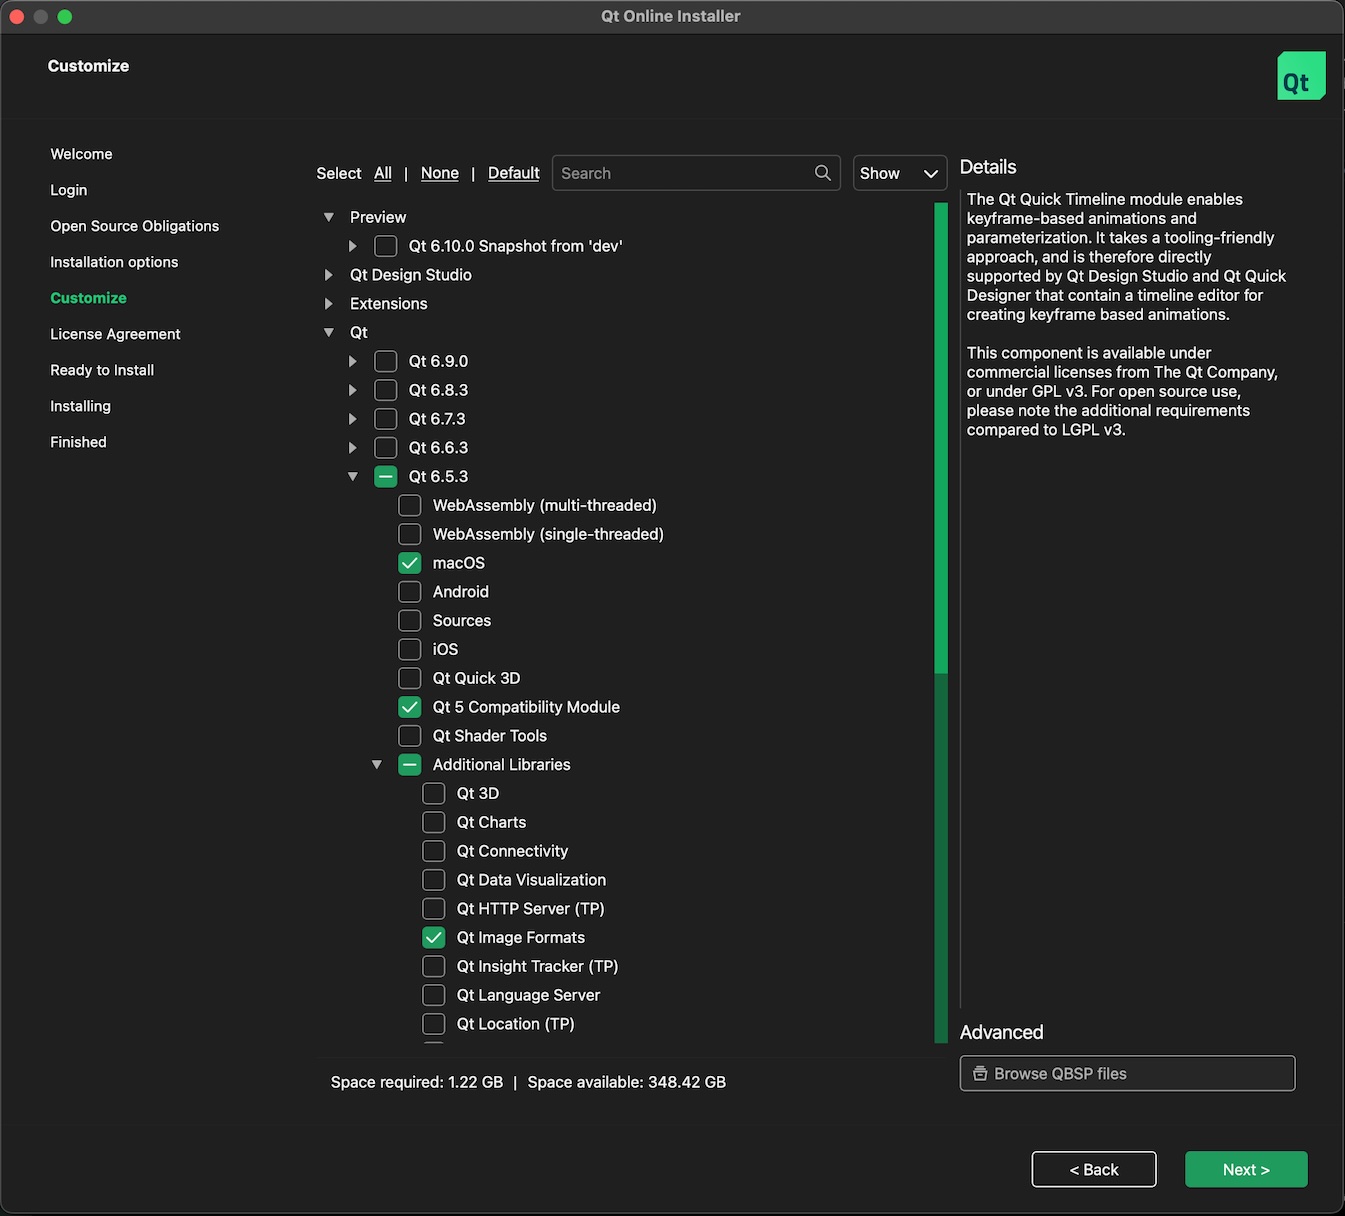 Qt Online Installer
Customize
Qt
Welcome
Login
Open Source Obligations
Installation options
Customize
License Agreement
Ready to Install
Installing
Finished
Select All | None | Default Search Show
Preview
Qt 6.10.0 Snapshot from 'dev'
Qt Design Studio
Extensions
Qt
Qt 6.9.0
Qt 6.8.3
Qt 6.7.3
Qt 6.6.3
Qt 6.5.3
WebAssembly (multi-threaded)
WebAssembly (single-threaded)
macOS
Android
Sources
iOS
Qt Quick 3D
Qt 5 Compatibility Module
Qt Shader Tools
Additional Libraries
Qt 3D
Qt Charts
Qt Connectivity
Qt Data Visualization
Qt HTTP Server (TP)
Qt Image Formats
Qt Insight Tracker (TP)
Qt Language Server
Qt Location (TP)
Space required: 1.22 GB | Space available: 348.42 GB
Details
The Qt Quick Timeline module enables
keyframe-based animations and
parameterization. It takes a tooling-friendly
approach, and is therefore directly
supported by Qt Design Studio and Qt Quick
Designer that contain a timeline editor for
creating keyframe based animations.
This component is available under
commercial licenses from The Qt Company,
or under GPL v3. For open source use,
please note the additional requirements
compared to LGPL v3.
Advanced
Browse QBSP files
< Back
Next >